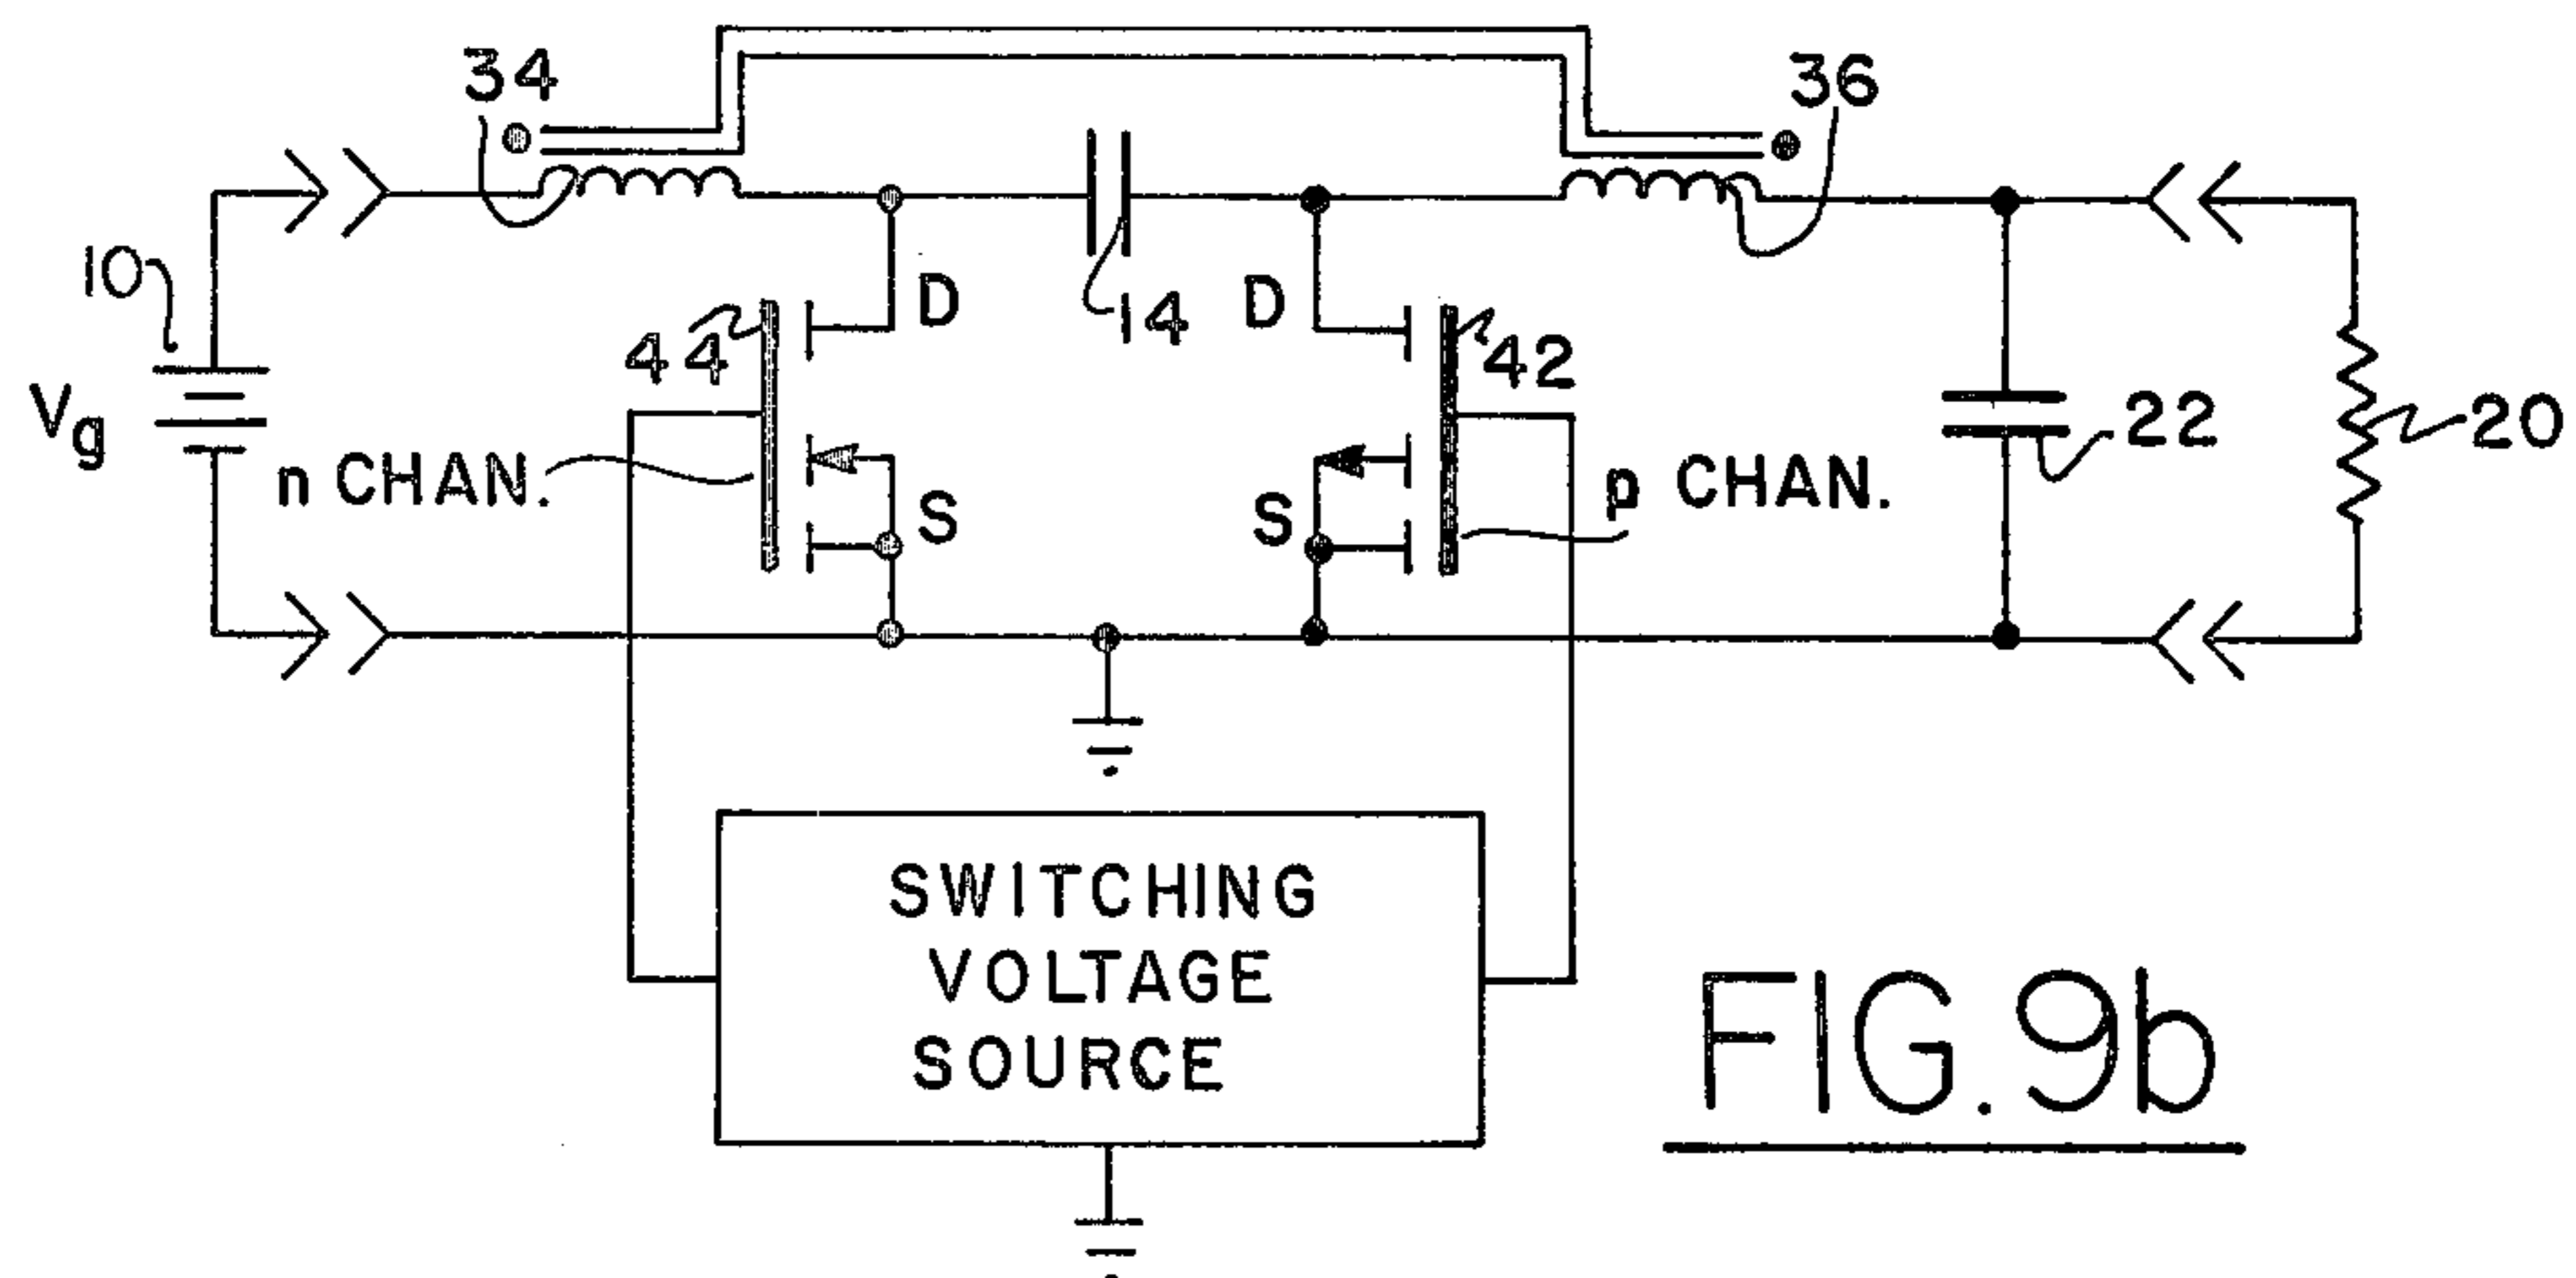 34
36
10
D
14
D
44
42
Vg
n CHAN.
S
S
p CHAN.
22
20
SWITCHING
VOLTAGE
SOURCE
FIG. 9b